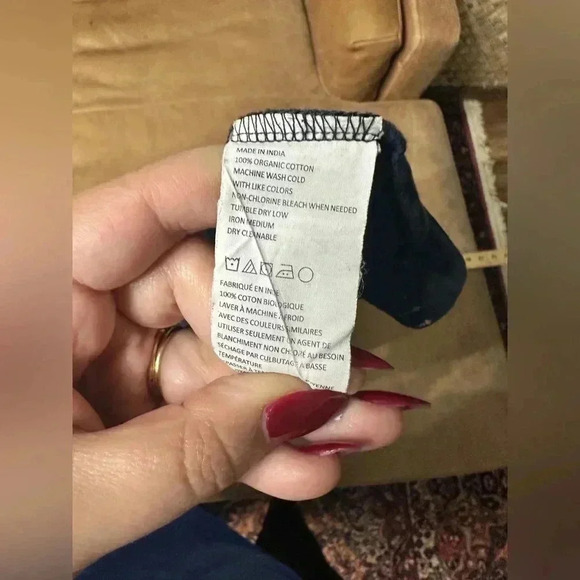 MADE IN INDIA
100% ORGANIC COTTON
MACHINE WASH COLD
WITH LIKE COLORS
NON-CHLORINE BLEACH WHEN NEEDED
TUMBLE DRY LOW
IRON MEDIUM
DRY CLEANABLE
FABRIQUÉ EN INDE
100% COTON BIOLOGIQUE
LAVER À MACHINE FROID
AVEC DES COULEURS SIMILAIRES
UTILISER SEULEMENT UN AGENT DE
BLANCHIMENT NON CHLORE AU BESOIN
SÉCHAGE PAR CULBUTAGE À BASSE
TEMPÉRATURE